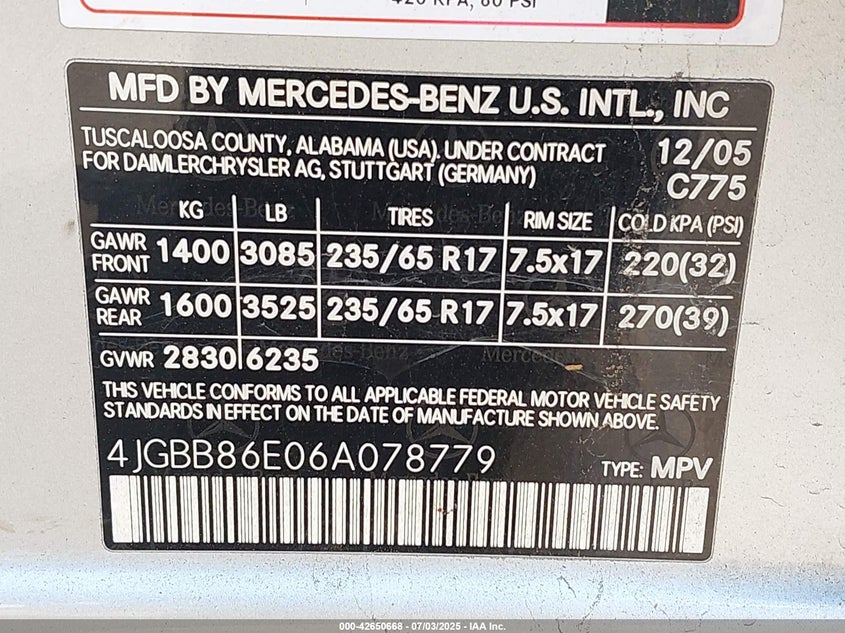 420 KPA, 60 PSI
MFD BY MERCEDES-BENZ U.S. INTL., INC
TUSCALOOSA COUNTY, ALABAMA (USA). UNDER CONTRACT 12/05
FOR DAIMLERCHRYSLER AG, STUTTGART (GERMANY) C775
KG LB TIRES RIM SIZE COLD KPA (PSI)
GAWR FRONT 1400 3085 235/65 R17 7.5x17 220(32)
GAWR REAR 1600 3525 235/65 R17 7.5x17 270(39)
GVWR 2830 6235
THIS VEHICLE CONFORMS TO ALL APPLICABLE FEDERAL MOTOR VEHICLE SAFETY
STANDARDS IN EFFECT ON THE DATE OF MANUFACTURE SHOWN ABOVE.
4JGBB86E06A078779 TYPE: MPV
000-42650668 - 07/03/2025 - IAA Inc.